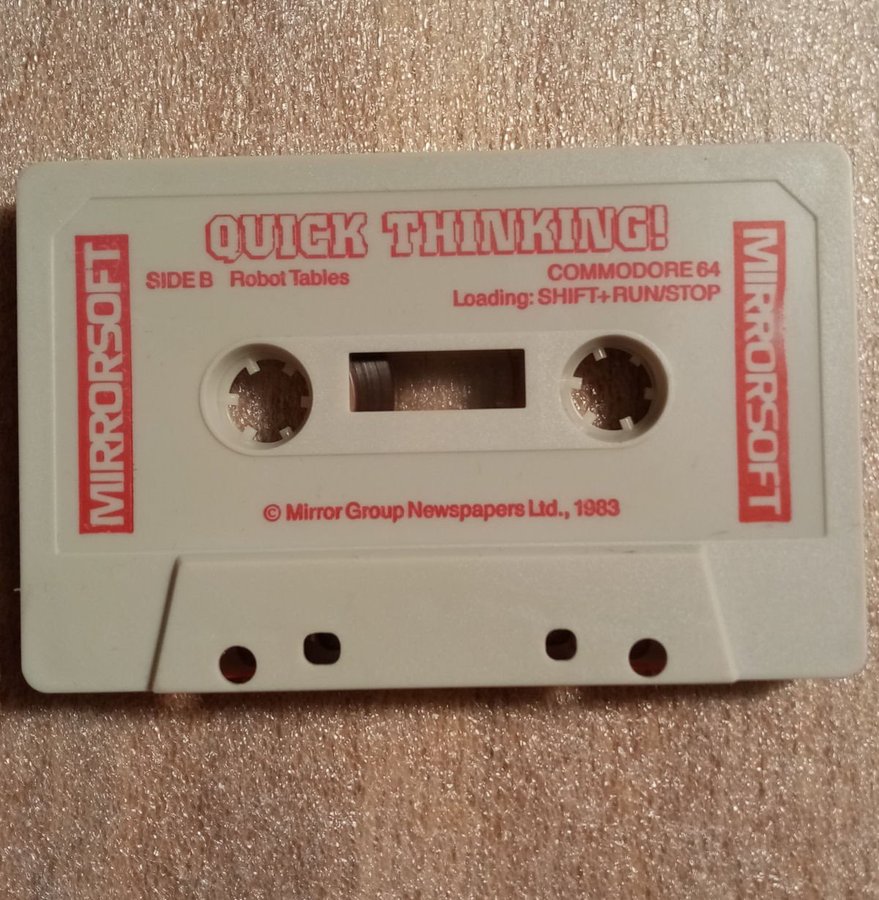 QUICK THINKING!
SIDE B Robot Tables
COMMODORE 64
Loading: SHIFT+RUN/STOP
MIRRORSOFT
MIRRORSOFT
© Mirror Group Newspapers Ltd., 1983